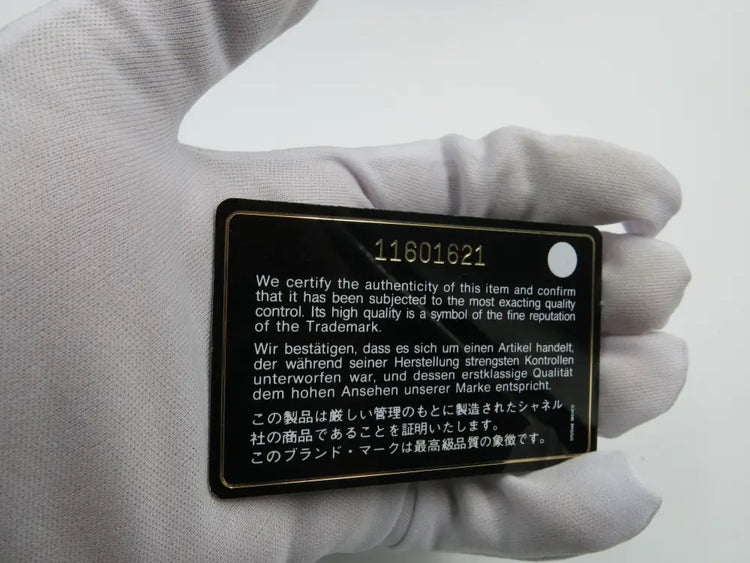 11601621
We certify the authenticity of this item and confirm
that it has been subjected to the most exacting quality
control. Its high quality is a symbol of the fine reputation
of the Trademark.
Wir bestätigen, dass es sich um einen Artikel handelt,
der während seiner Herstellung strengsten Kontrollen
unterworfen war, und dessen erstklassige Qualität
dem hohen Ansehen unserer Marke entspricht.
この製品は厳しい管理のもとに製造されたシャネル
社の商品であることを証明いたします。
このブランド・マークは最高級品質の象徴です。